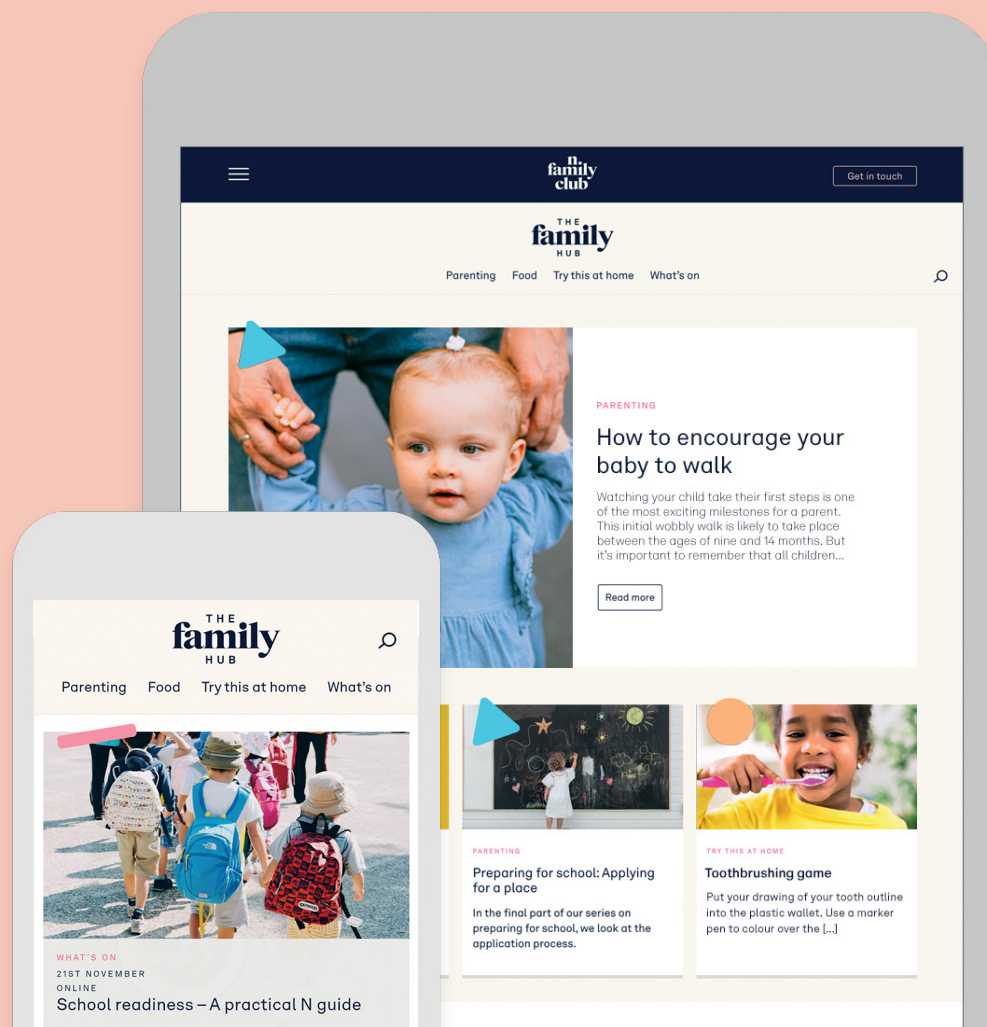 n
family
club
Get in touch
THE
family
HUB
Parenting Food Try this at home What's on
PARENTING
How to encourage your
baby to walk
Watching your child take their first steps is one
of the most exciting milestones for a parent.
This initial wobbly walk is likely to take place
between the ages of nine and 14 months. But
it's important to remember that all children...
Read more
PARENTING
Preparing for school: Applying
for a place
In the final part of our series on
preparing for school, we look at the
application process.
TRY THIS AT HOME
Toothbrushing game
Put your drawing of your tooth outline
into the plastic wallet. Use a marker
pen to colour over the [...]
THE
family
HUB
Parenting Food Try this at home What's on
WHAT'S ON
21ST NOVEMBER
ONLINE
School readiness – A practical N guide